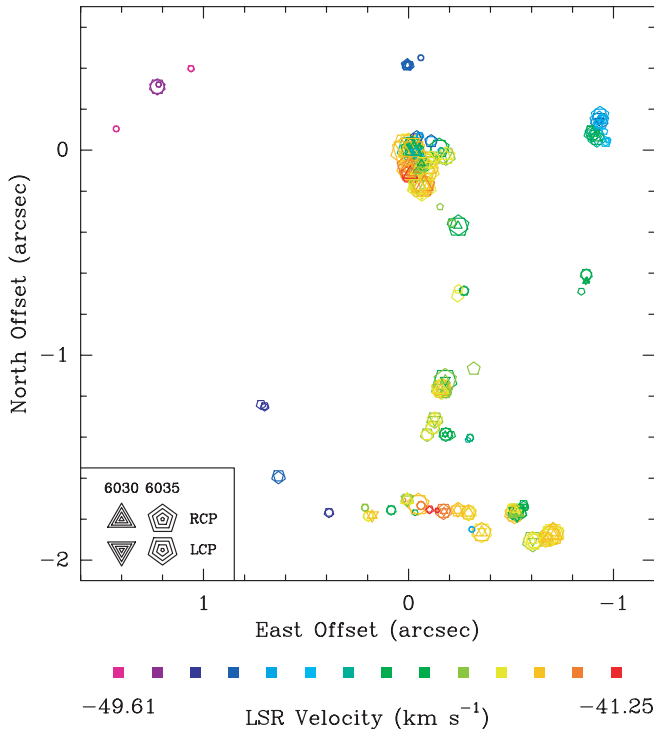 0
−1
−2
North Offset (arcsec)
6030 6035
RCP
LCP
1 0 −1
East Offset (arcsec)
−49.61 −41.25
LSR Velocity (km s⁻¹)